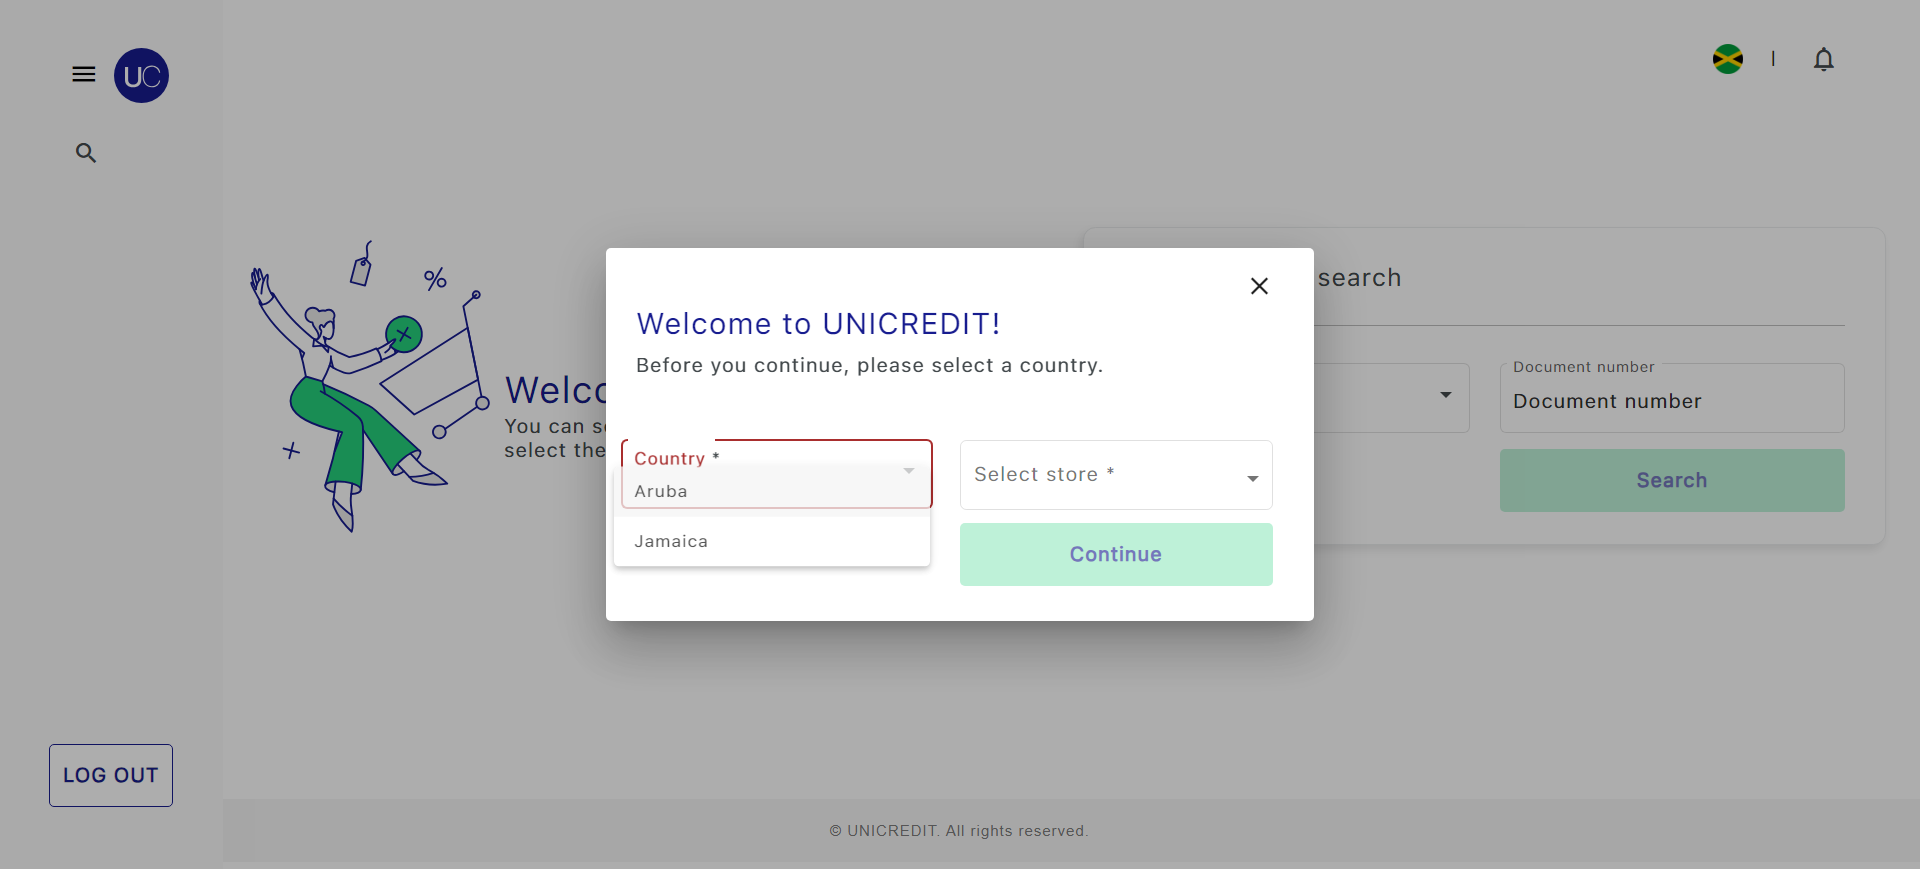 UC
Welcome to UNICREDIT!
Before you continue, please select a country.
Country *
Aruba
Jamaica
Select store *
Continue
search
Document number
Document number
Search
You can
select the
LOG OUT
© UNICREDIT. All rights reserved.